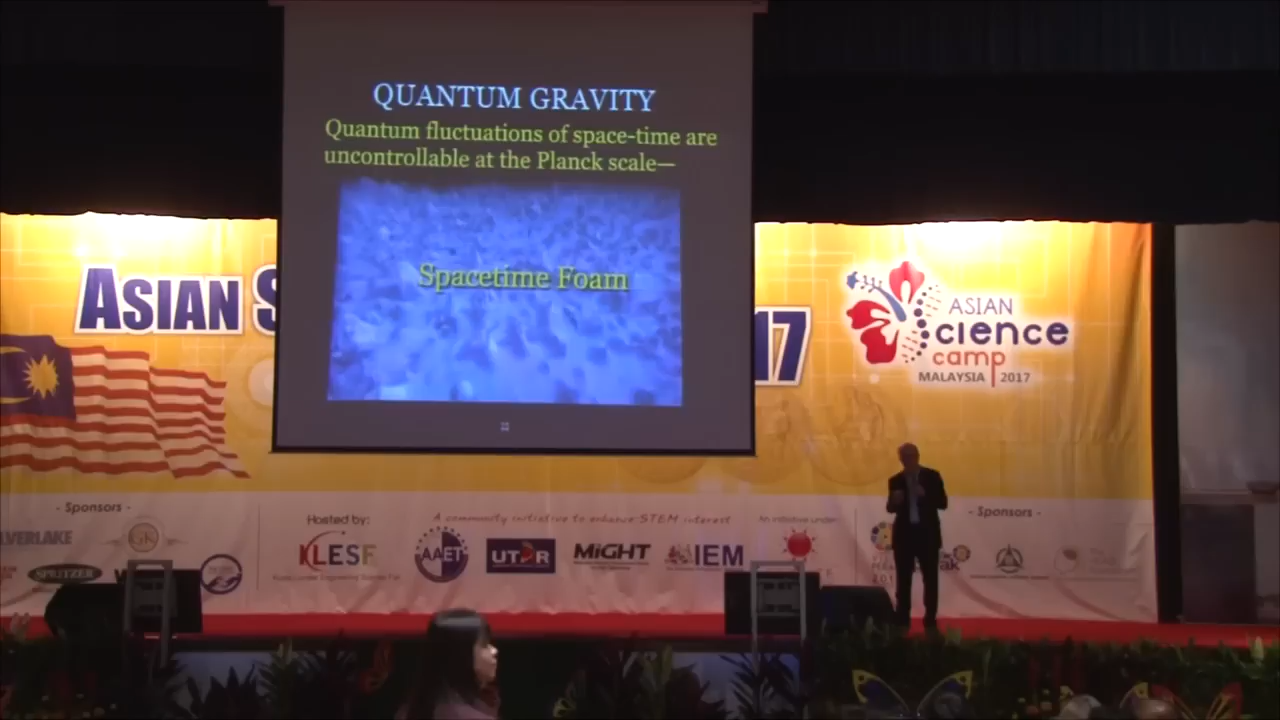 QUANTUM GRAVITY
Quantum fluctuations of space-time are
uncontrollable at the Planck scale—
Spacetime Foam
ASIAN S
17
ASIAN
cience
camp
MALAYSIA 2017
- Sponsors -
VERLAKE
GK
SPRITZER
Hosted by:
KLESF
A community initiative to enhance STEM interest
AAET
UTAR
MiGHT
IEM
An initiative under
- Sponsors -